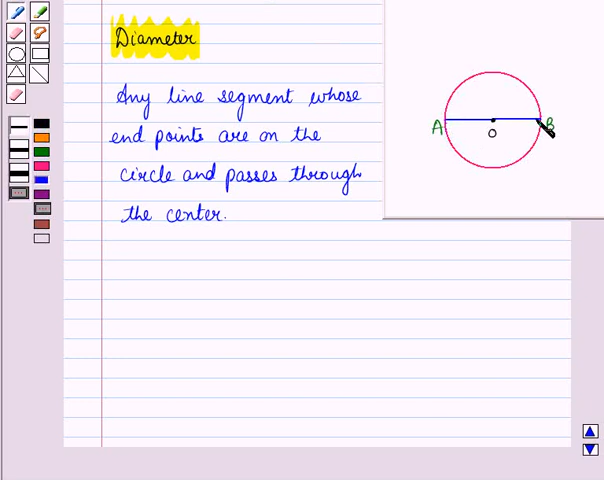 Diameter
Any line segment whose
end points are on the
circle and passes through
the center.
A
B
O